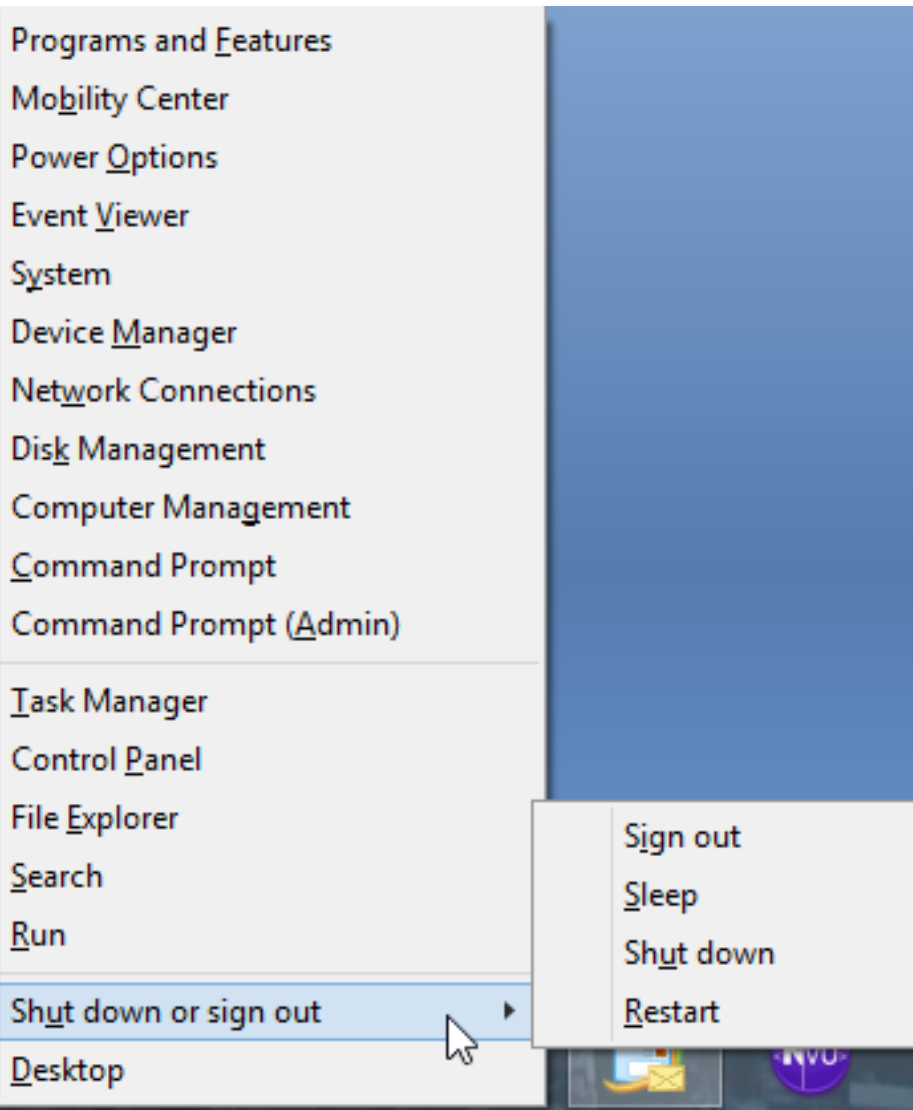 Programs and Features
Mobility Center
Power Options
Event Viewer
System
Device Manager
Network Connections
Disk Management
Computer Management
Command Prompt
Command Prompt (Admin)
Task Manager
Control Panel
File Explorer
Search
Run
Shut down or sign out
Desktop
Sign out
Sleep
Shut down
Restart
NVU